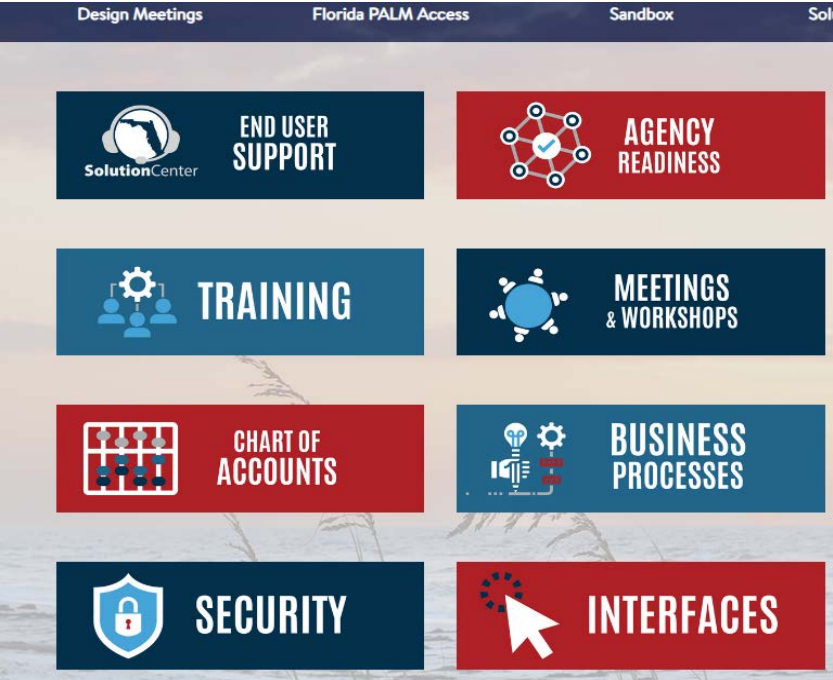 Design Meetings
Florida PALM Access
Sandbox
END USER
SUPPORT
SolutionCenter
AGENCY
READINESS
TRAINING
MEETINGS
& WORKSHOPS
CHART OF
ACCOUNTS
BUSINESS
PROCESSES
SECURITY
INTERFACES